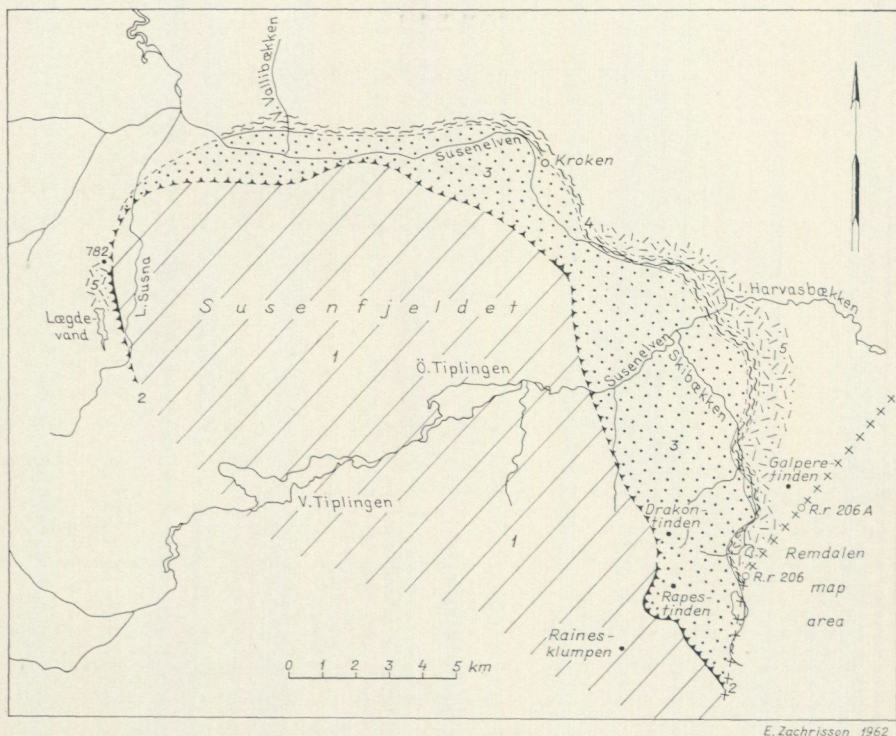 V. Vallibækken
Susenelven
3
Kroken
4
782
5
Lægde-
vand
L. Susna
Susenfjeldet
1
2
I. Harvasbækken
5
Ö. Tiplingen
Susenelven
Skibækken
3
V. Tiplingen
Galpere-
tinden
R.r 206 A
1
Drakon-
tinden
Remdalen
map
area
R.r 206
Rapes-
tinden
Raines-
klumpen
2
0 1 2 3 4 5 km
E. Zachrisson 1962